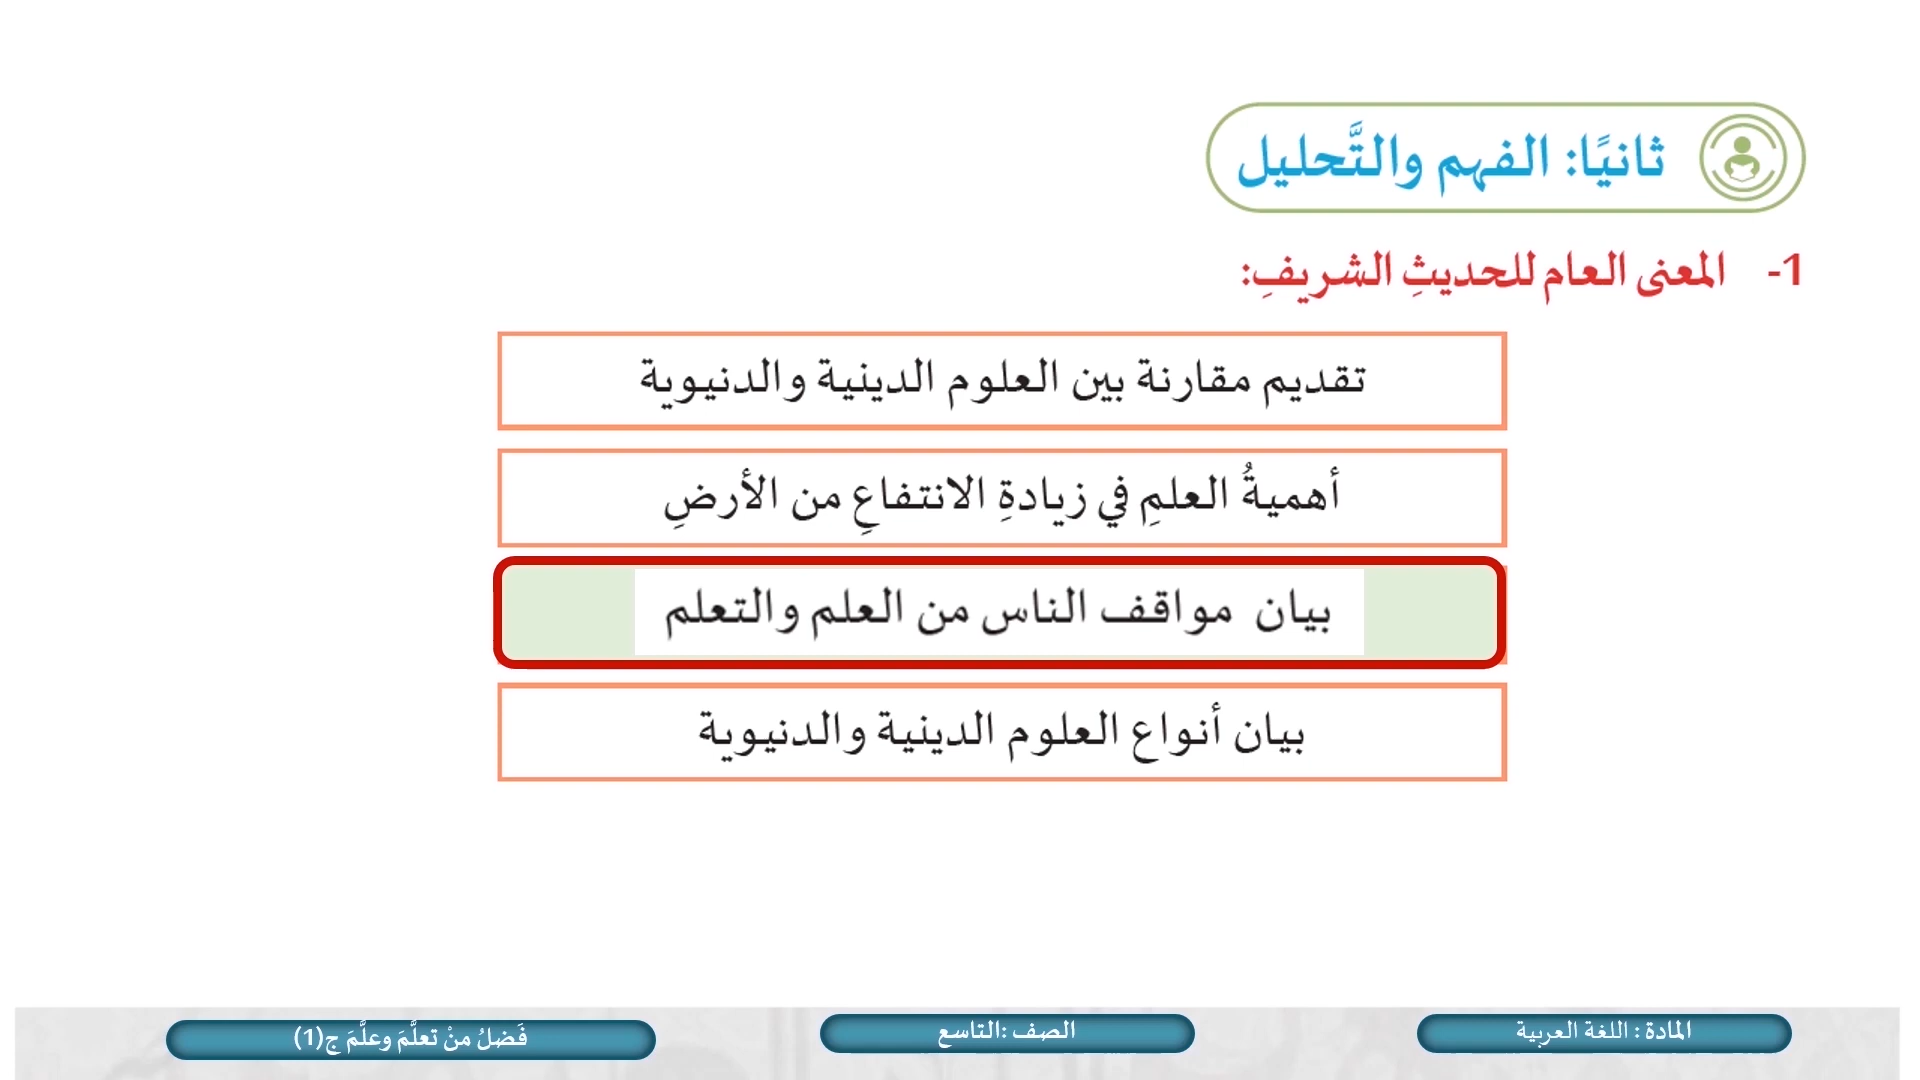 ثانيًا: الفهم والتَّحليل
1- المعنى العام للحديثِ الشريفِ:
تقديم مقارنة بين العلوم الدينية والدنيوية
أهميةُ العلمِ في زيادةِ الانتفاعِ من الأرضِ
بيان مواقف الناس من العلم والتعلم
بيان أنواع العلوم الدينية والدنيوية
المادة : اللغة العربية
الصف :التاسع
فَضلُ منْ تعلَّمَ وعلَّمَ ج(1)